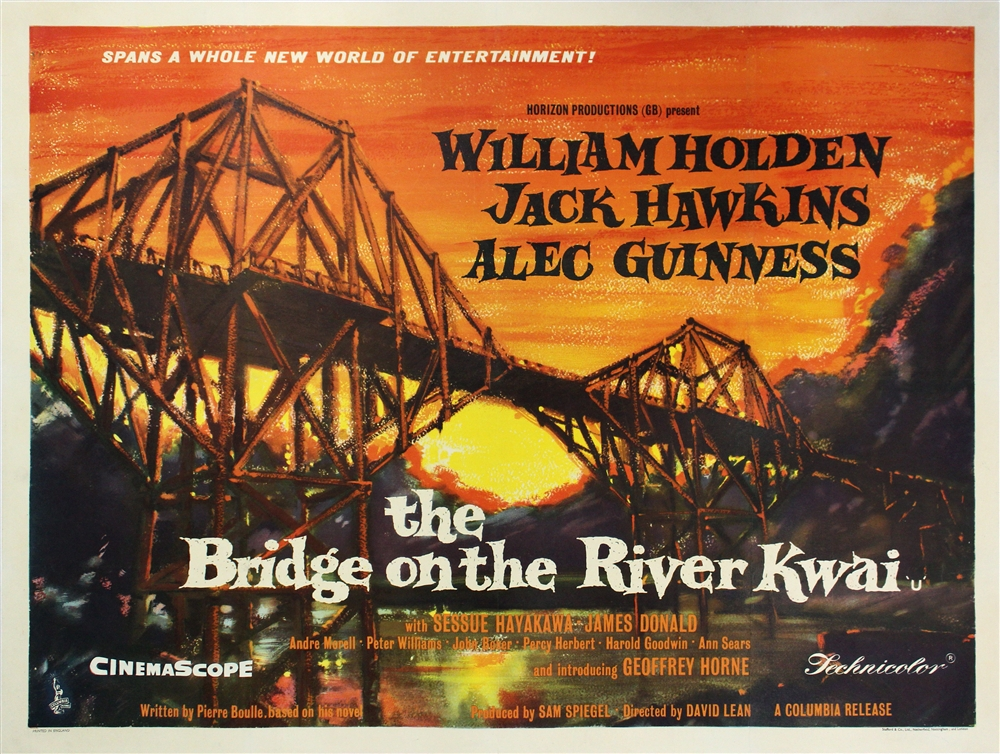 SPANS A WHOLE NEW WORLD OF ENTERTAINMENT!
HORIZON PRODUCTIONS (GB) present
WILLIAM HOLDEN
JACK HAWKINS
ALEC GUINNESS
the
Bridge on the River Kwai 'U'
with SESSUE HAYAKAWA · JAMES DONALD
Andre Morell · Peter Williams · John Boxer · Percy Herbert · Harold Goodwin · Ann Sears
and introducing GEOFFREY HORNE
CINEMASCOPE
Technicolor®
Written by Pierre Boulle, based on his novel
Produced by SAM SPIEGEL · Directed by DAVID LEAN
A COLUMBIA RELEASE
PRINTED IN ENGLAND